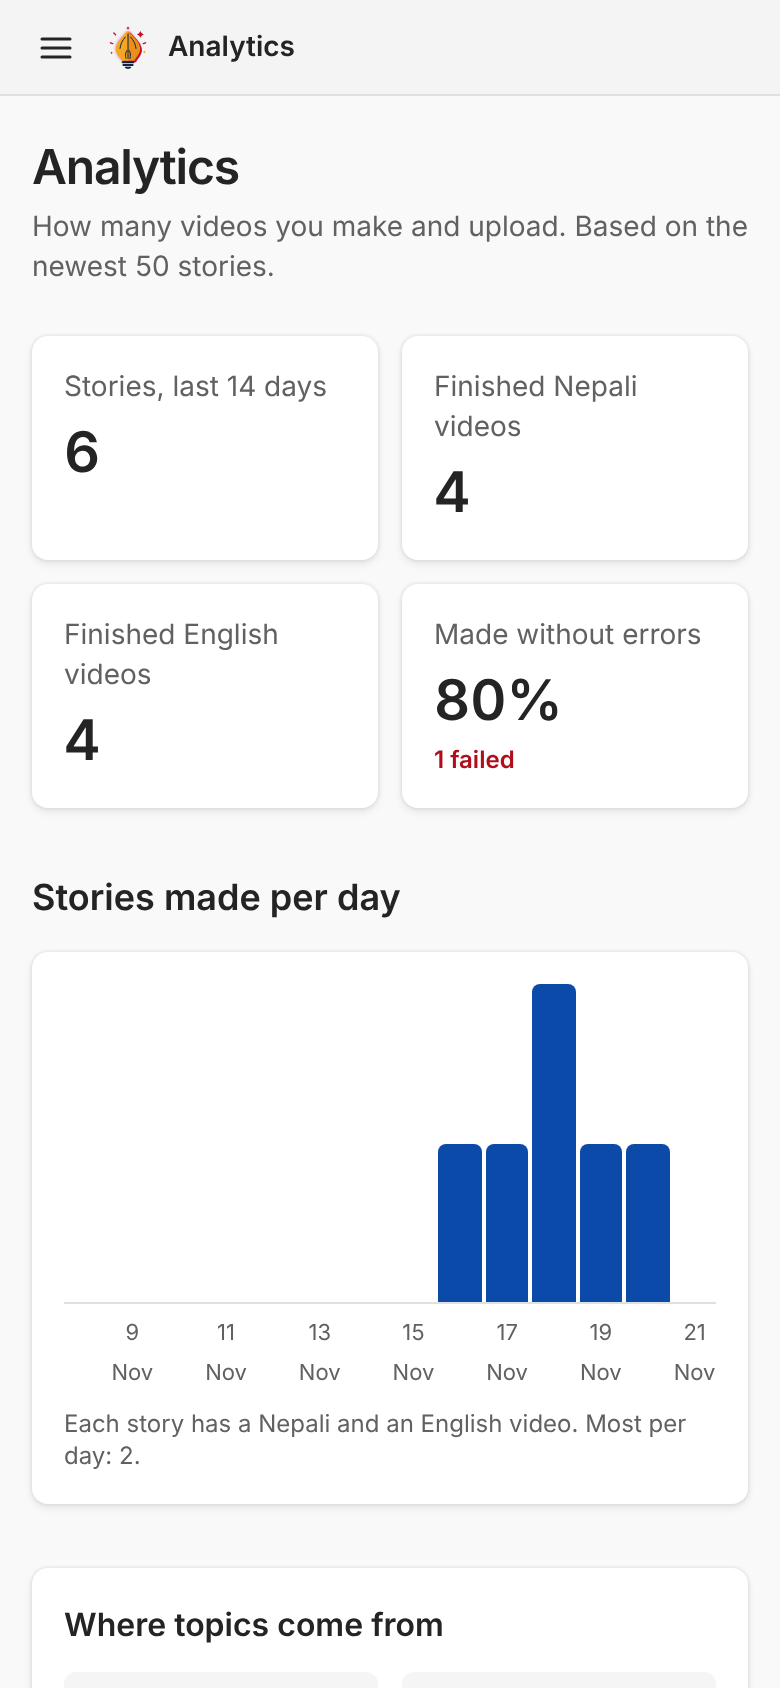 Analytics
Analytics
How many videos you make and upload. Based on the
newest 50 stories.
Stories, last 14 days
6
Finished Nepali
videos
4
Finished English
videos
4
Made without errors
80%
1 failed
Stories made per day
9 11 13 15 17 19 21
Nov Nov Nov Nov Nov Nov Nov
Each story has a Nepali and an English video. Most per
day: 2.
Where topics come from